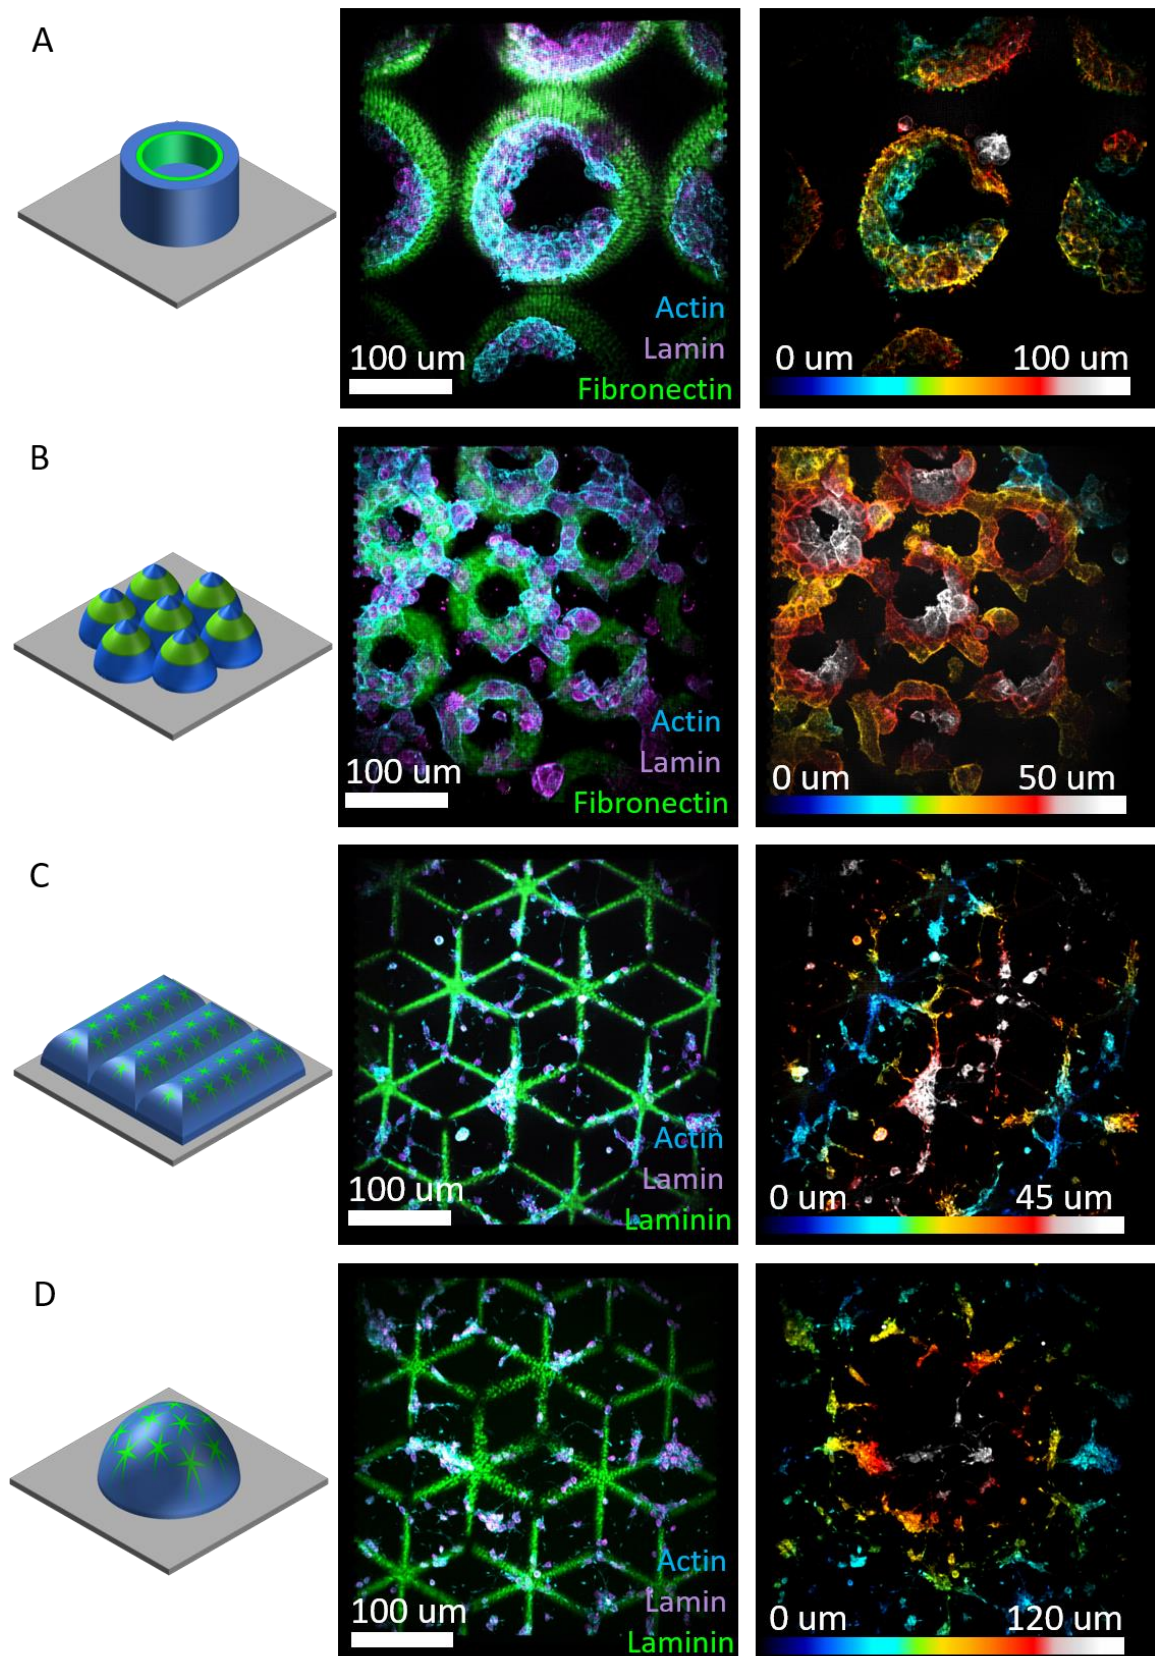 A
Actin
Lamin
100 um
Fibronectin
0 um 100 um
B
Actin
Lamin
100 um
Fibronectin
0 um 50 um
C
Actin
Lamin
100 um
Laminin
0 um 45 um
D
Actin
Lamin
100 um
Laminin
0 um 120 um